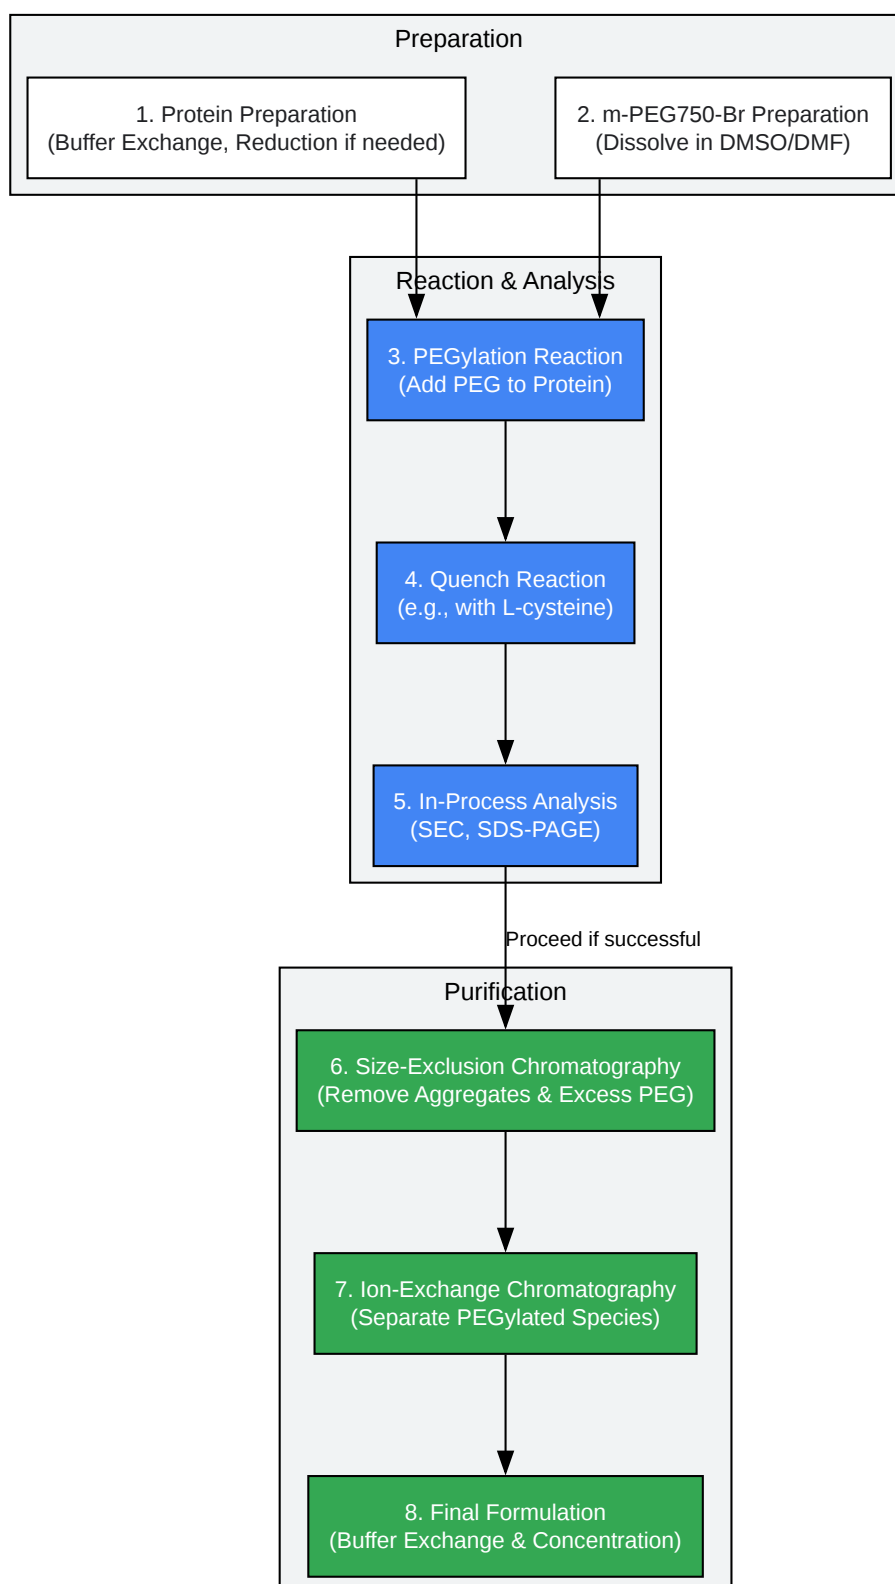 Preparation
1. Protein Preparation
(Buffer Exchange, Reduction if needed)
2. m-PEG750-Br Preparation
(Dissolve in DMSO/DMF)
Reaction & Analysis
3. PEGylation Reaction
(Add PEG to Protein)
4. Quench Reaction
(e.g., with L-cysteine)
5. In-Process Analysis
(SEC, SDS-PAGE)
Proceed if successful
Purification
6. Size-Exclusion Chromatography
(Remove Aggregates & Excess PEG)
7. Ion-Exchange Chromatography
(Separate PEGylated Species)
8. Final Formulation
(Buffer Exchange & Concentration)